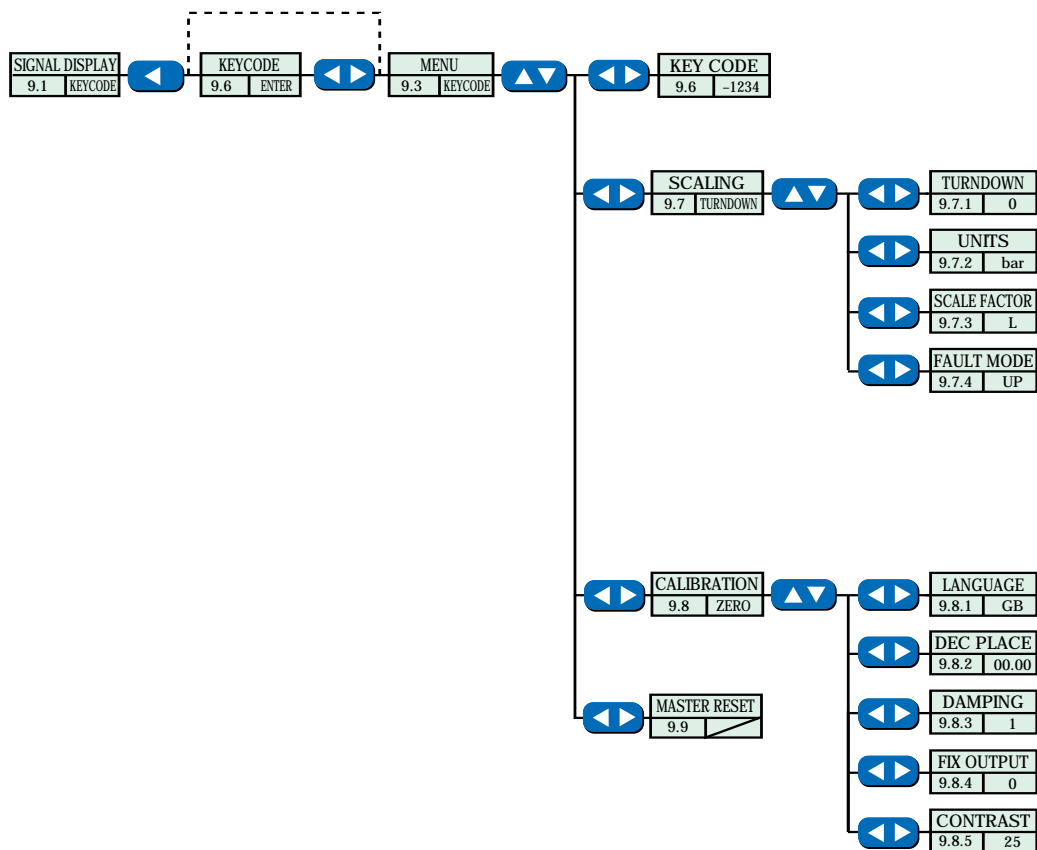 SIGNAL DISPLAY
9.1 KEYCODE
KEYCODE
9.6 ENTER
MENU
9.3 KEYCODE
KEY CODE
9.6 -1234
SCALING
9.7 TURNDOWN
TURNDOWN
9.7.1 0
UNITS
9.7.2 bar
SCALE FACTOR
9.7.3 L
FAULT MODE
9.7.4 UP
CALIBRATION
9.8 ZERO
LANGUAGE
9.8.1 GB
DEC PLACE
9.8.2 00.00
DAMPING
9.8.3 1
FIX OUTPUT
9.8.4 0
CONTRAST
9.8.5 25
MASTER RESET
9.9